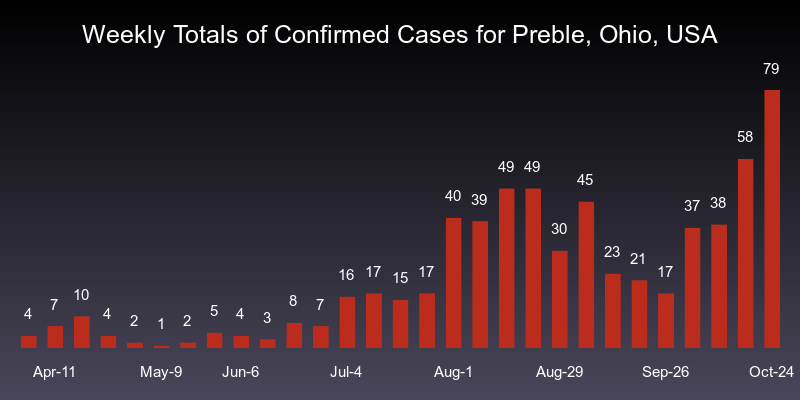 Weekly Totals of Confirmed Cases for Preble, Ohio, USA
4 7 10 4 2 1 2 5 4 3 8 7 16 17 15 17 40 39 49 49 30 45 23 21 17 37 38 58 79
Apr-11 May-9 Jun-6 Jul-4 Aug-1 Aug-29 Sep-26 Oct-24